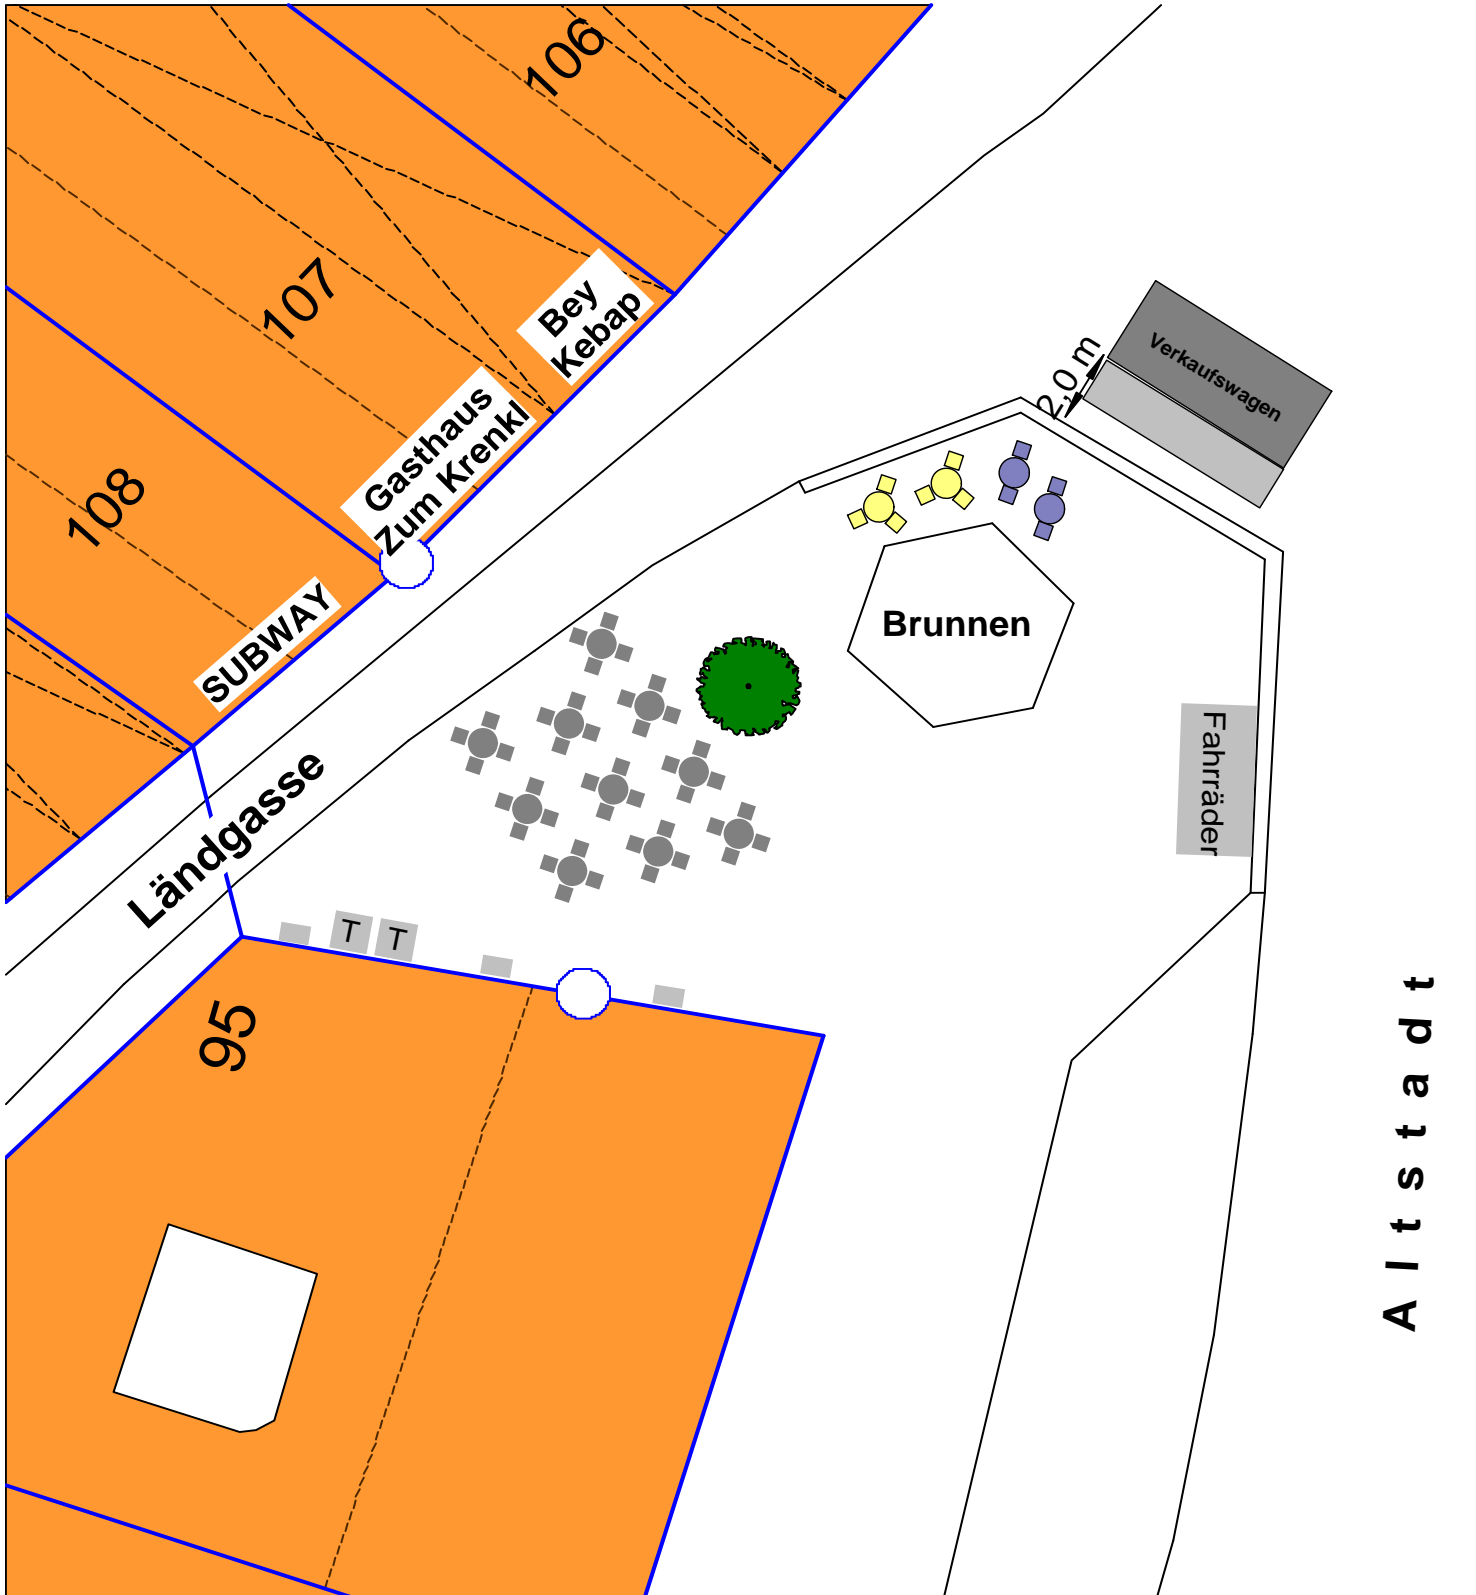 106
107
Bey
Kebap
2,0 m
Verkaufswagen
Gasthaus
Zum Krenkl
108
SUBWAY
Brunnen
Fahrräder
Ländgasse
T
T
95
Altstadt